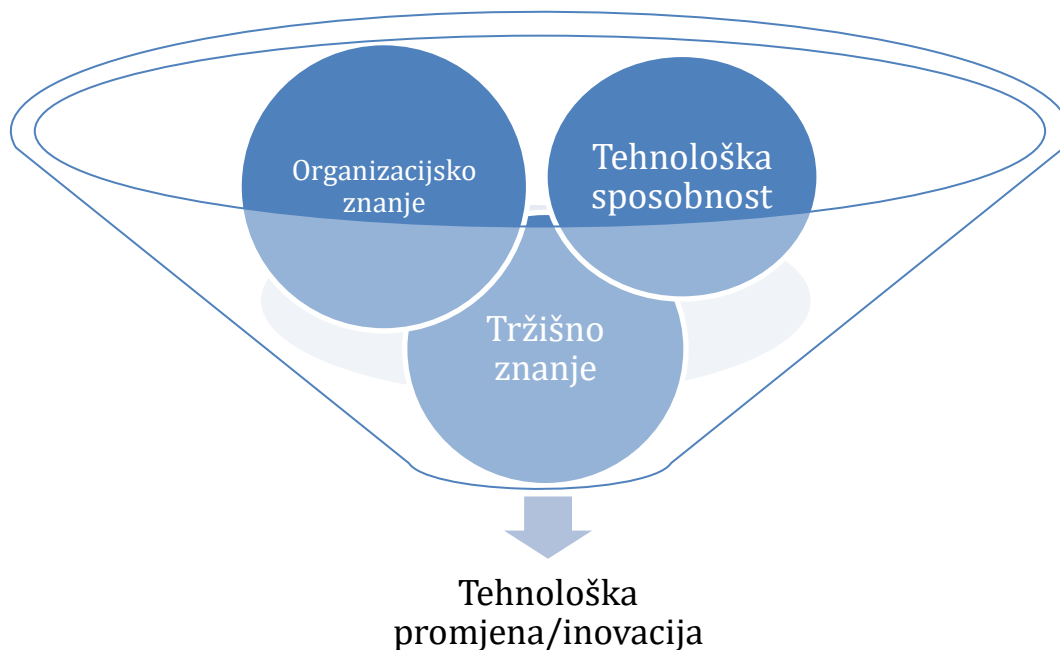 Organizacijsko
znanje
Tehnološka
sposobnost
Tržišno
znanje
Tehnološka
promjena/inovacija